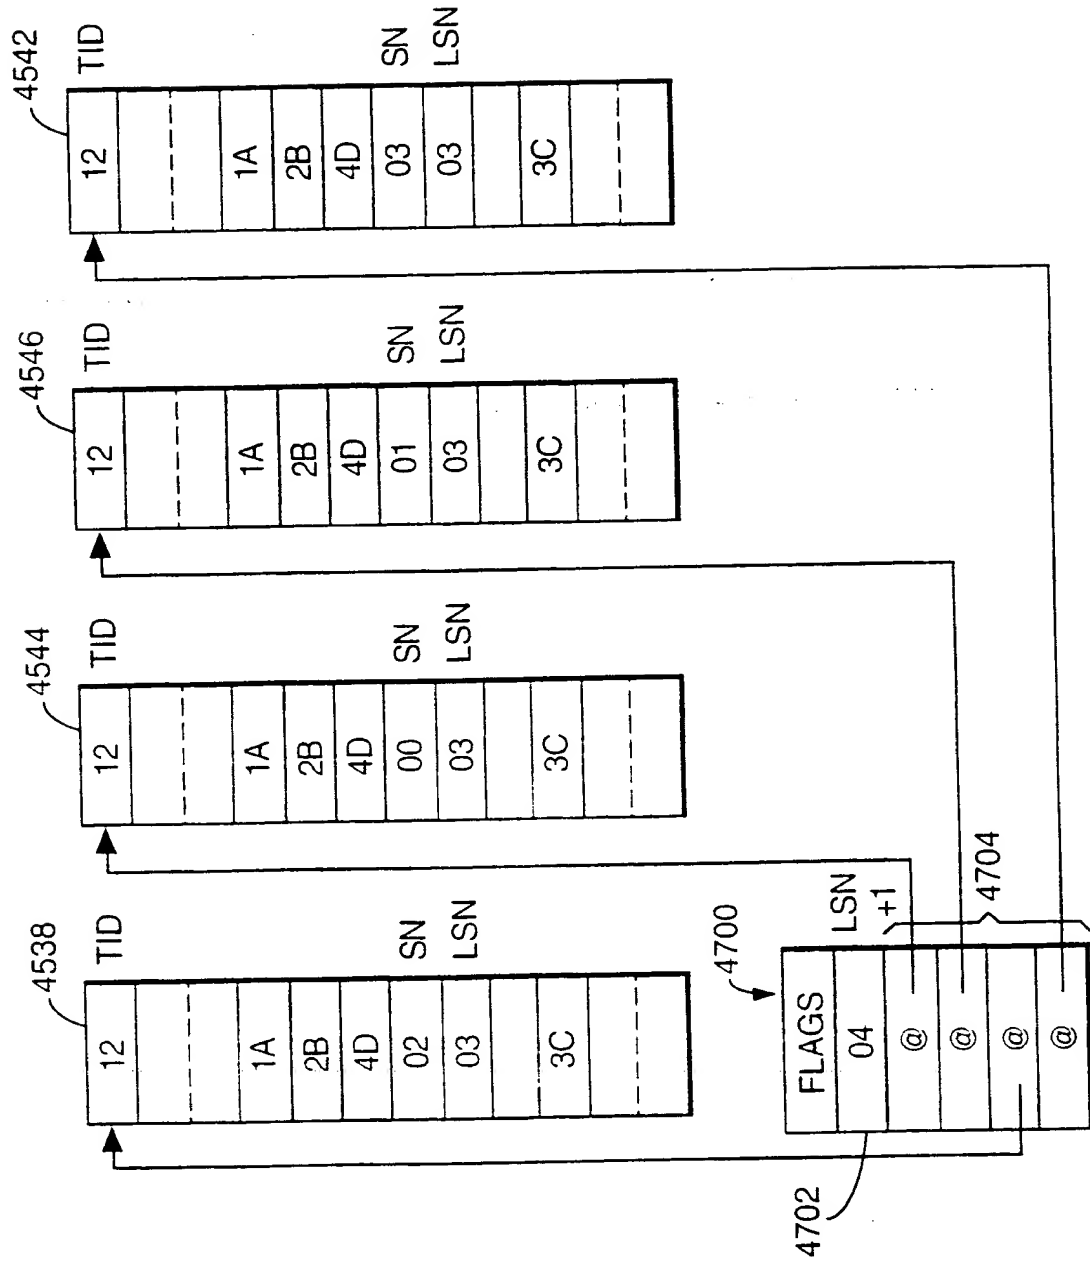 4538
12 TID
1A
2B
4D
02 SN
03 LSN
3C
4544
12 TID
1A
2B
4D
00 SN
03 LSN
3C
4546
12 TID
1A
2B
4D
01 SN
03 LSN
3C
4542
12 TID
1A
2B
4D
03 SN
03 LSN
3C
4700
FLAGS
4702
04 LSN +1
@
@
@
@
4704